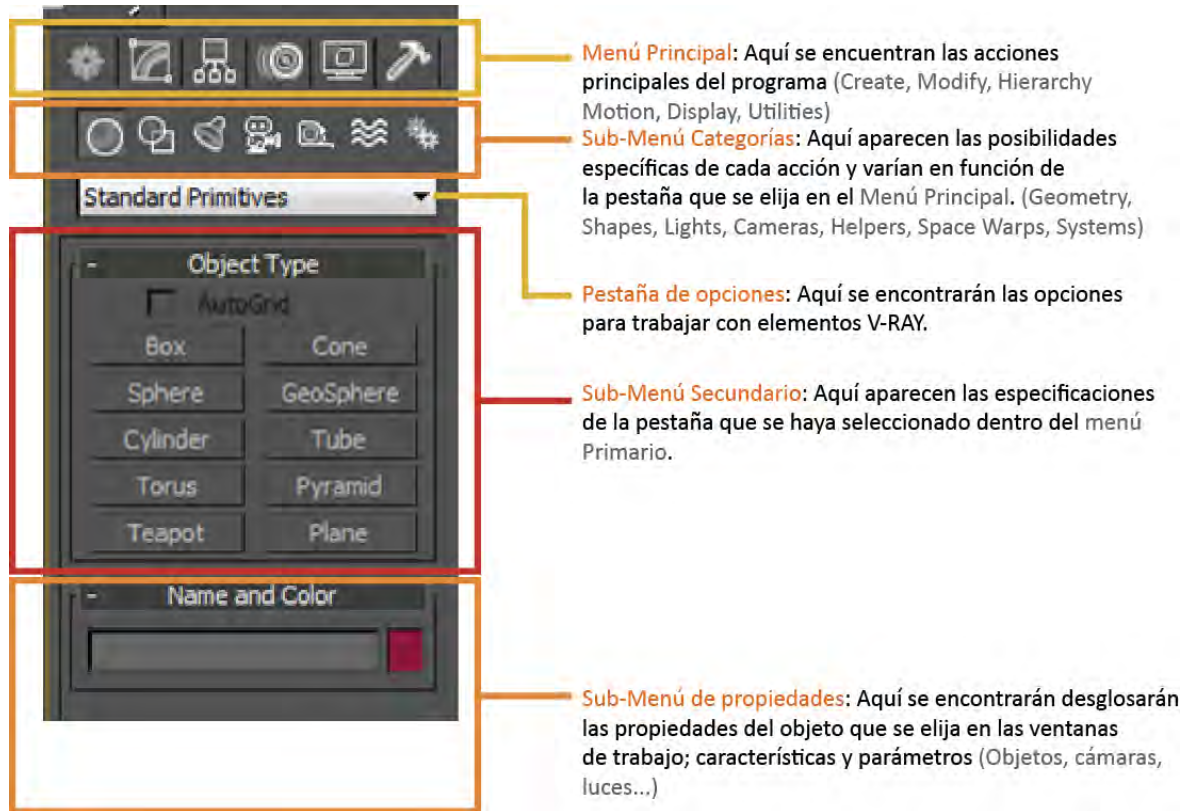 Standard Primitives
- Object Type
AutoGrid
Box Cone
Sphere GeoSphere
Cylinder Tube
Torus Pyramid
Teapot Plane
- Name and Color
Menú Principal: Aquí se encuentran las acciones
principales del programa (Create, Modify, Hierarchy
Motion, Display, Utilities)
Sub-Menú Categorías: Aquí aparecen las posibilidades
específicas de cada acción y varían en función de
la pestaña que se elija en el Menú Principal. (Geometry,
Shapes, Lights, Cameras, Helpers, Space Warps, Systems)
Pestaña de opciones: Aquí se encontrarán las opciones
para trabajar con elementos V-RAY.
Sub-Menú Secundario: Aquí aparecen las especificaciones
de la pestaña que se haya seleccionado dentro del menú
Primario.
Sub-Menú de propiedades: Aquí se encontrarán desglosarán
las propiedades del objeto que se elija en las ventanas
de trabajo; características y parámetros (Objetos, cámaras,
luces...)